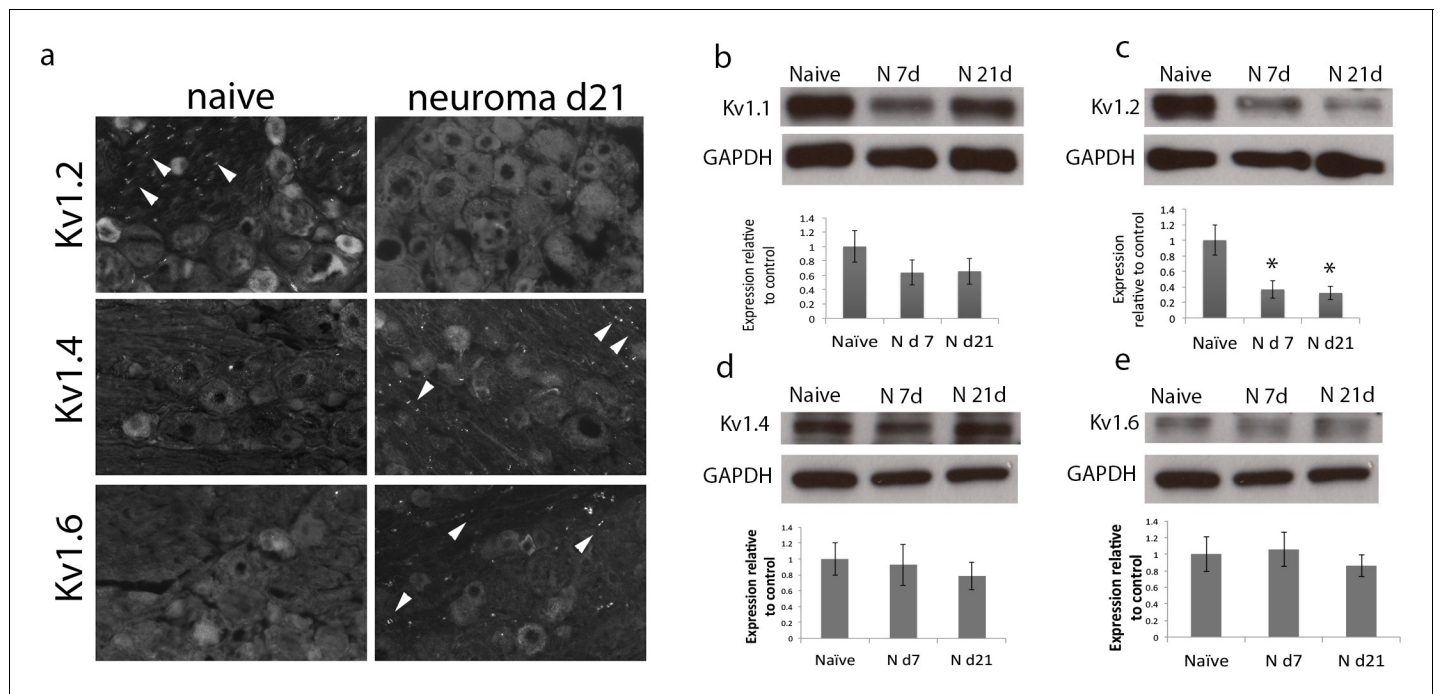 a
naive
neuroma d21
Kv1.2
Kv1.4
Kv1.6
b
Naive N 7d N 21d
Kv1.1
GAPDH
Expression relative
to control
1.4
1.2
1
0.8
0.6
0.4
0.2
0
Naïve N d 7 N d21
c
Naive N 7d N 21d
Kv1.2
GAPDH
Expression
relative to control
1.4
1.2
1
0.8
0.6
0.4
0.2
0
* *
Naïve N d 7 N d21
d
Naive N 7d N 21d
Kv1.4
GAPDH
Expression relative
to control
1.4
1.2
1
0.8
0.6
0.4
0.2
0
Naïve N d7 N d21
e
Naive N 7d N 21d
Kv1.6
GAPDH
Expression relative
to control
1.4
1.2
1
0.8
0.6
0.4
0.2
0
Naïve N d7 N d21